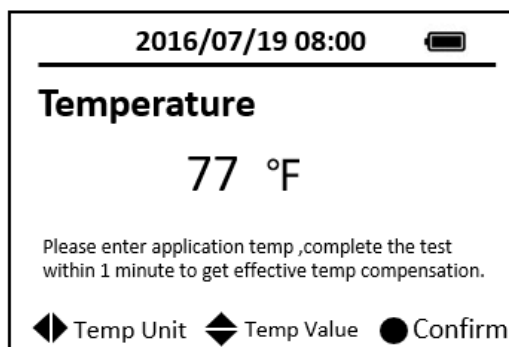 2016/07/19 08:00
Temperature
77 °F
Please enter application temp ,complete the test
within 1 minute to get effective temp compensation.
Temp Unit Temp Value Confirm